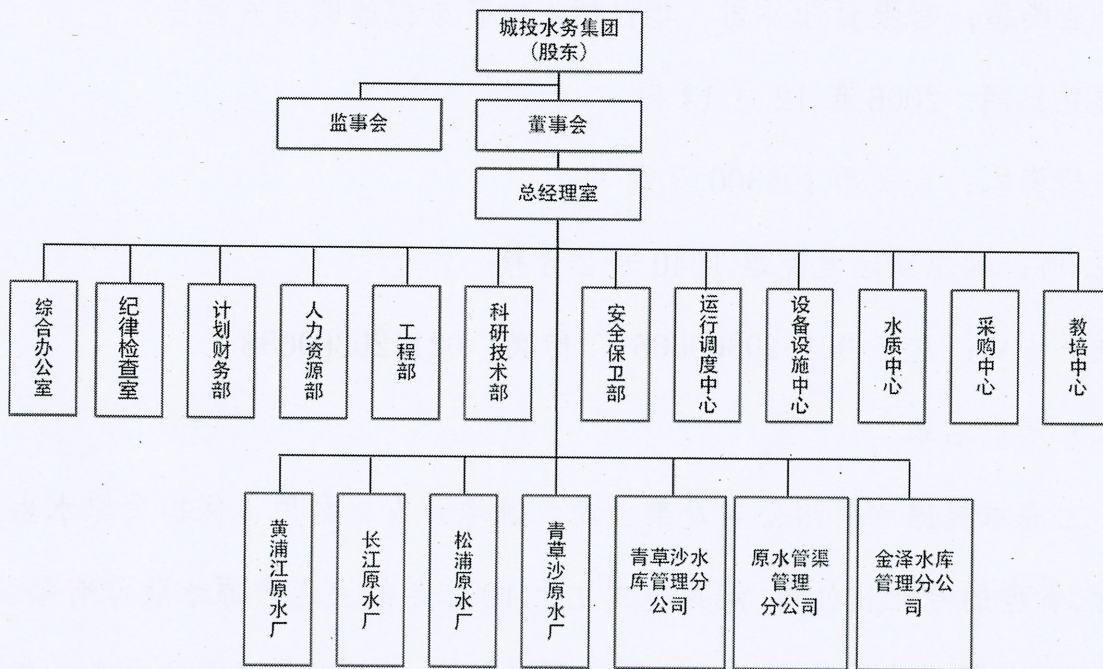 城投水务集团
(股东)
监事会
董事会
总经理室
综合办公室
纪律检查室
计划财务部
人力资源部
工程部
科研技术部
安全保卫部
运行调度中心
设备设施中心
水质中心
采购中心
教培中心
黄浦江原水厂
长江原水厂
松浦原水厂
青草沙原水厂
青草沙水
库管理分
公司
原水管渠
管理
分公司
金泽水库
管理分公
司